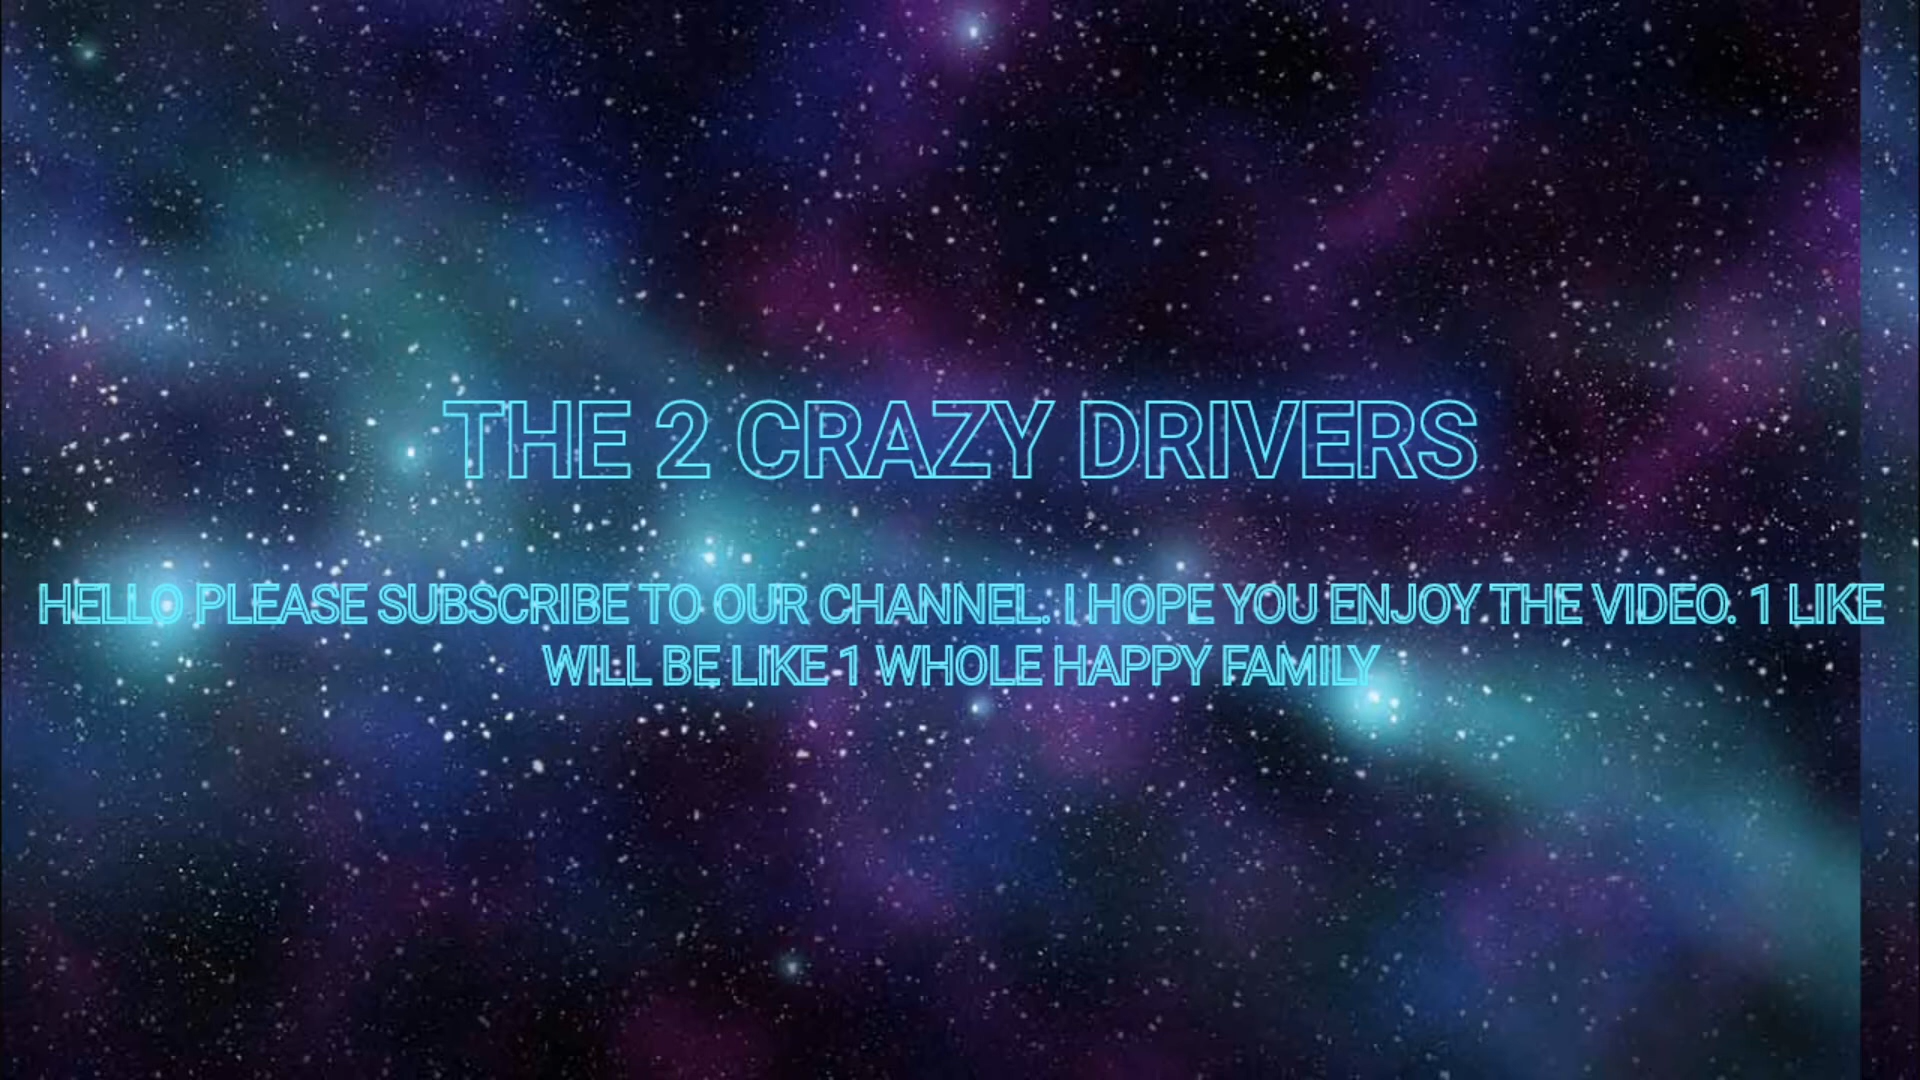 THE 2 CRAZY DRIVERS
HELLO PLEASE SUBSCRIBE TO OUR CHANNEL. I HOPE YOU ENJOY THE VIDEO. 1 LIKE
WILL BE LIKE 1 WHOLE HAPPY FAMILY